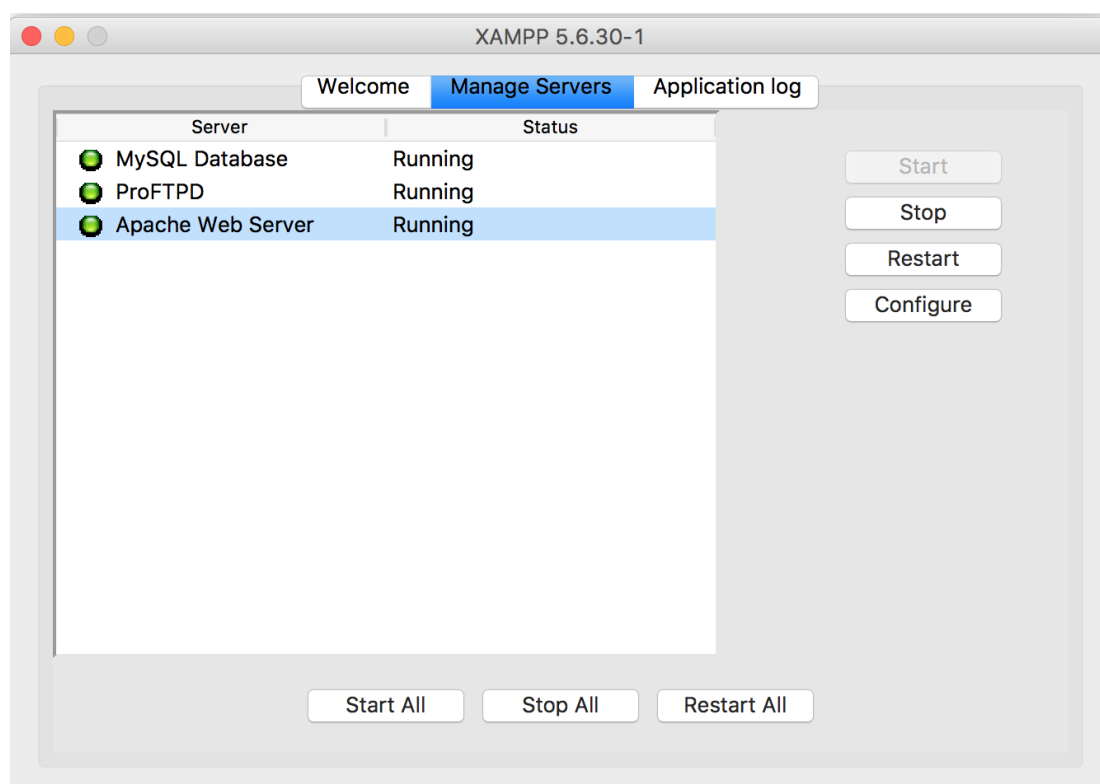 XAMPP 5.6.30-1
Welcome Manage Servers Application log
Server Status
MySQL Database Running
ProFTPD Running
Apache Web Server Running
Start
Stop
Restart
Configure
Start All Stop All Restart All